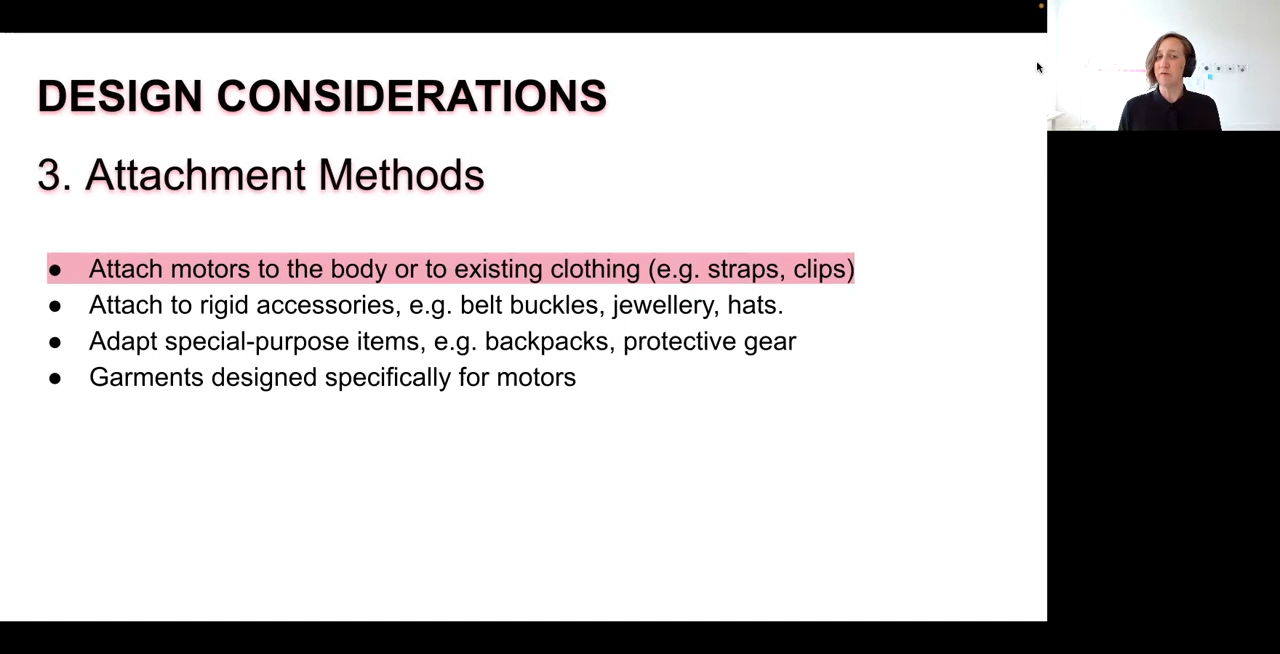 DESIGN CONSIDERATIONS
3. Attachment Methods
● Attach motors to the body or to existing clothing (e.g. straps, clips)
● Attach to rigid accessories, e.g. belt buckles, jewellery, hats.
● Adapt special-purpose items, e.g. backpacks, protective gear
● Garments designed specifically for motors